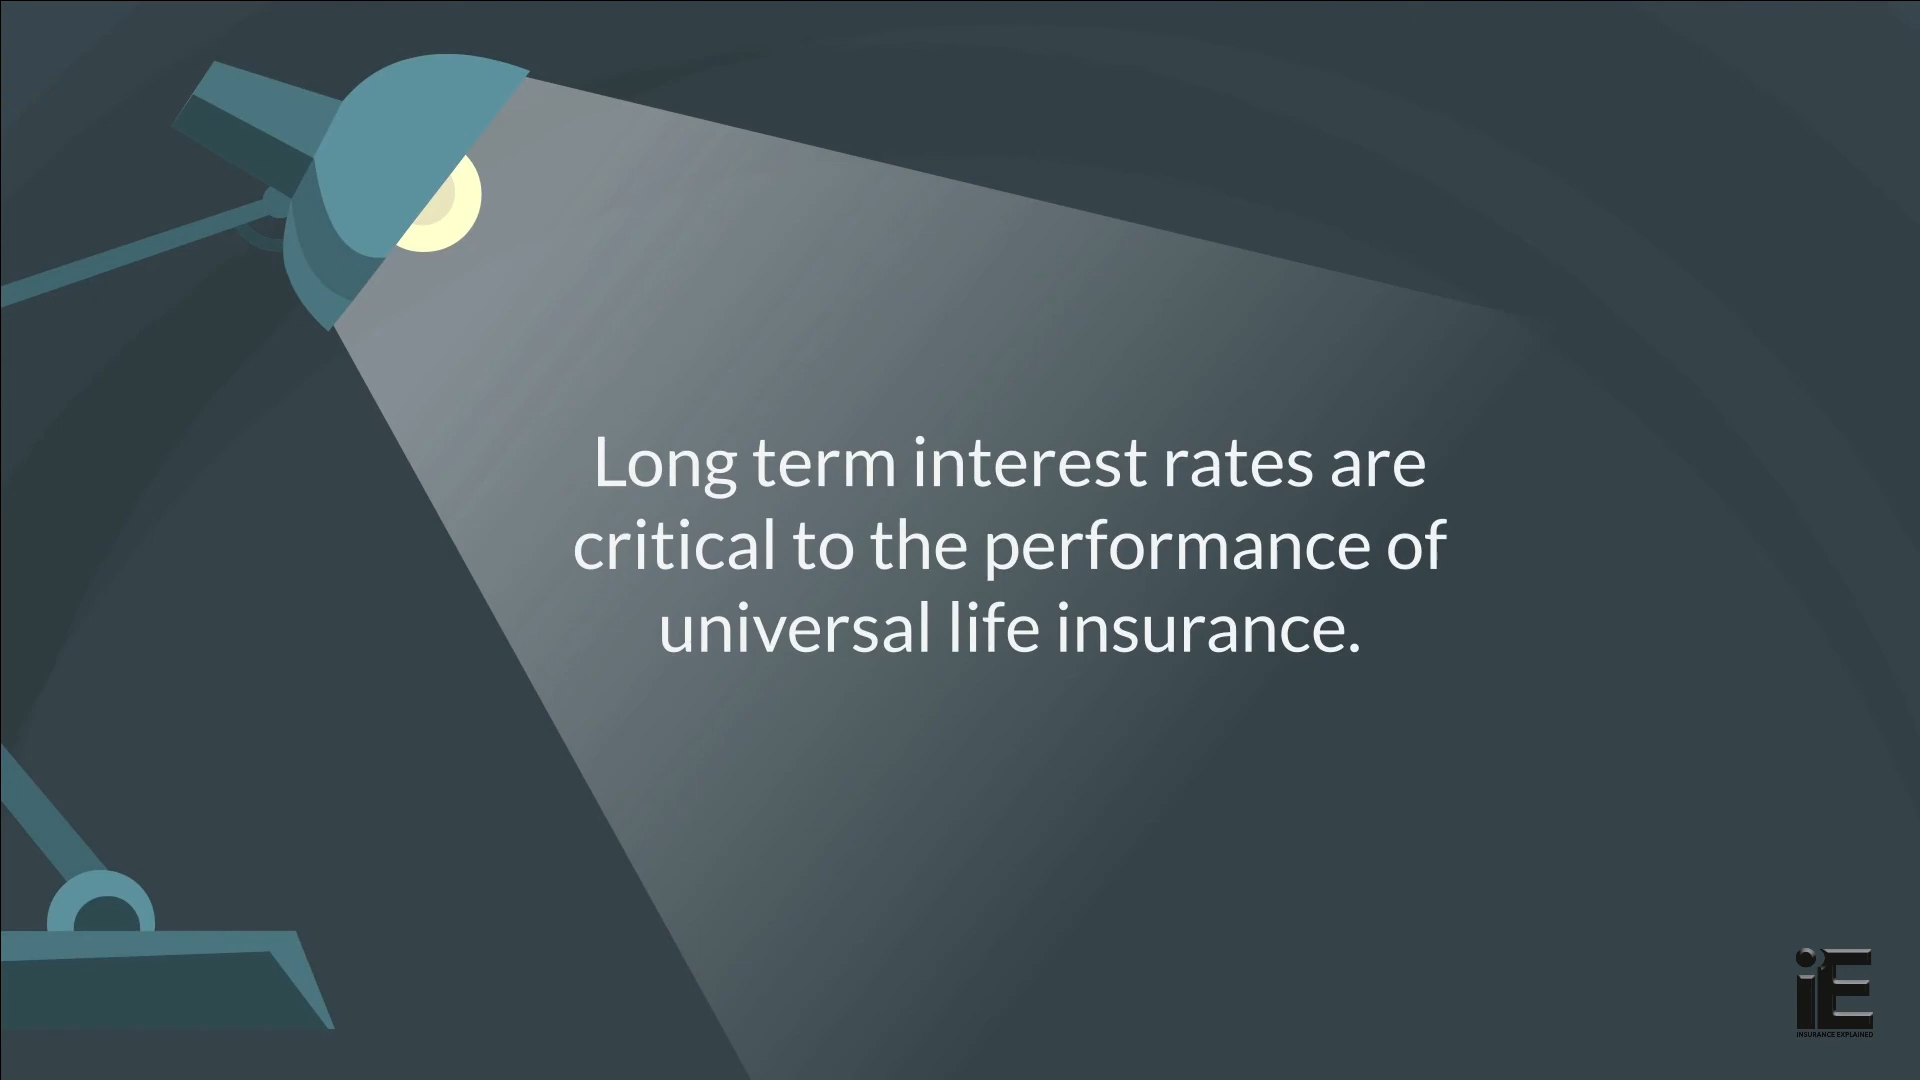 Long term interest rates are
critical to the performance of
universal life insurance.
iE
INSURANCE EXPLAINED